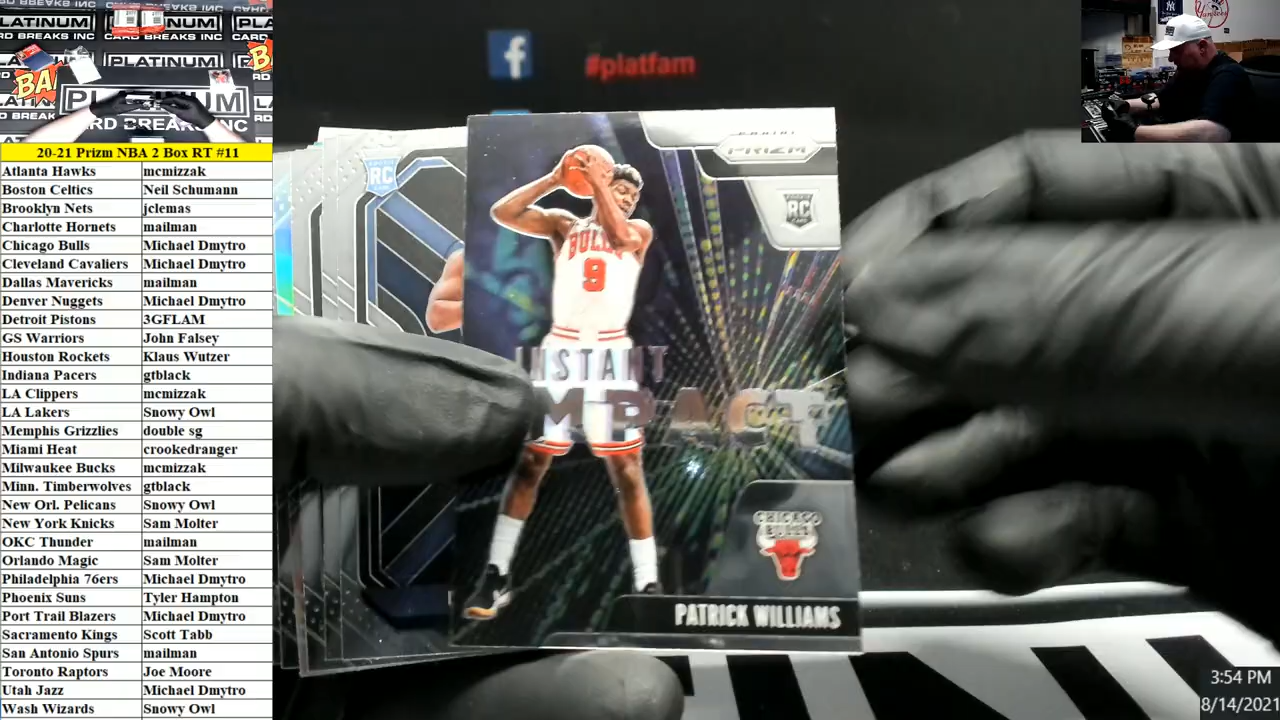 PLATINUM
CARD BREAKS INC
BA
#platfam
20-21 Prizm NBA 2 Box RT #11
Atlanta Hawks mcmizzak
Boston Celtics Neil Schumann
Brooklyn Nets jclemas
Charlotte Hornets mailman
Chicago Bulls Michael Dmytro
Cleveland Cavaliers Michael Dmytro
Dallas Mavericks mailman
Denver Nuggets Michael Dmytro
Detroit Pistons 3GFLAM
GS Warriors John Falsey
Houston Rockets Klaus Wutzer
Indiana Pacers gtblack
LA Clippers mcmizzak
LA Lakers Snowy Owl
Memphis Grizzlies double sg
Miami Heat crookedranger
Milwaukee Bucks mcmizzak
Minn. Timberwolves gtblack
New Orl. Pelicans Snowy Owl
New York Knicks Sam Molter
OKC Thunder mailman
Orlando Magic Sam Molter
Philadelphia 76ers Michael Dmytro
Phoenix Suns Tyler Hampton
Port Trail Blazers Michael Dmytro
Sacramento Kings Scott Tabb
San Antonio Spurs mailman
Toronto Raptors Joe Moore
Utah Jazz Michael Dmytro
Wash Wizards Snowy Owl
PRIZM
RC
RC
BULLS
9
INSTANT
IMPACT
CHICAGO
BULLS
PATRICK WILLIAMS
3:54 PM
8/14/2021